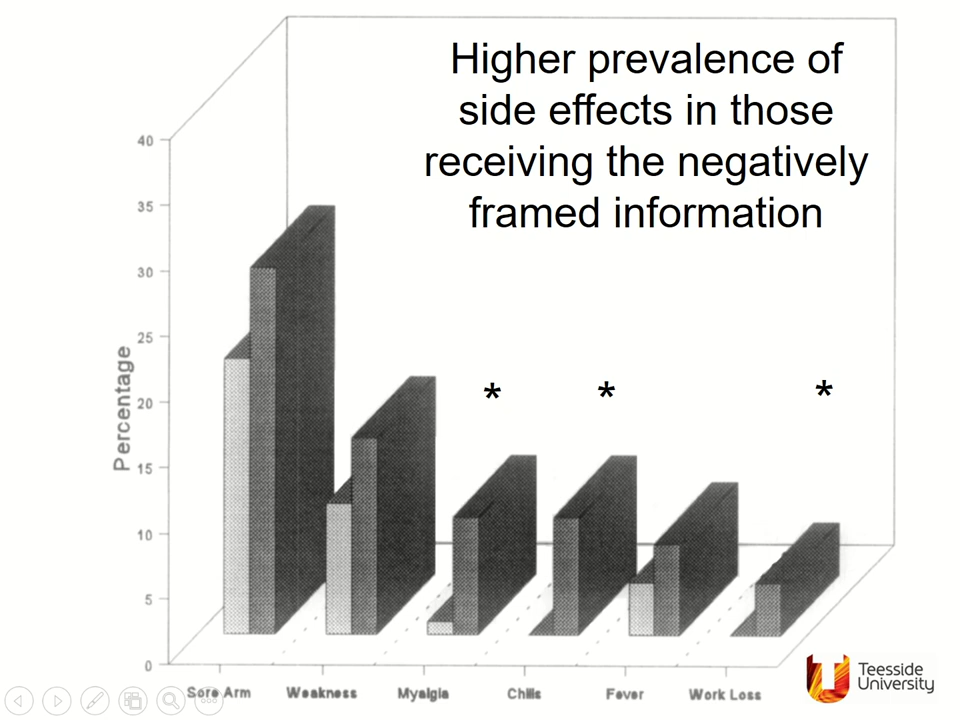 Higher prevalence of
side effects in those
receiving the negatively
framed information
40
35
30
25
20
15
10
5
0
Percentage
*
*
*
Sore Arm
Weakness
Myalgia
Chills
Fever
Work Loss
Teesside
University